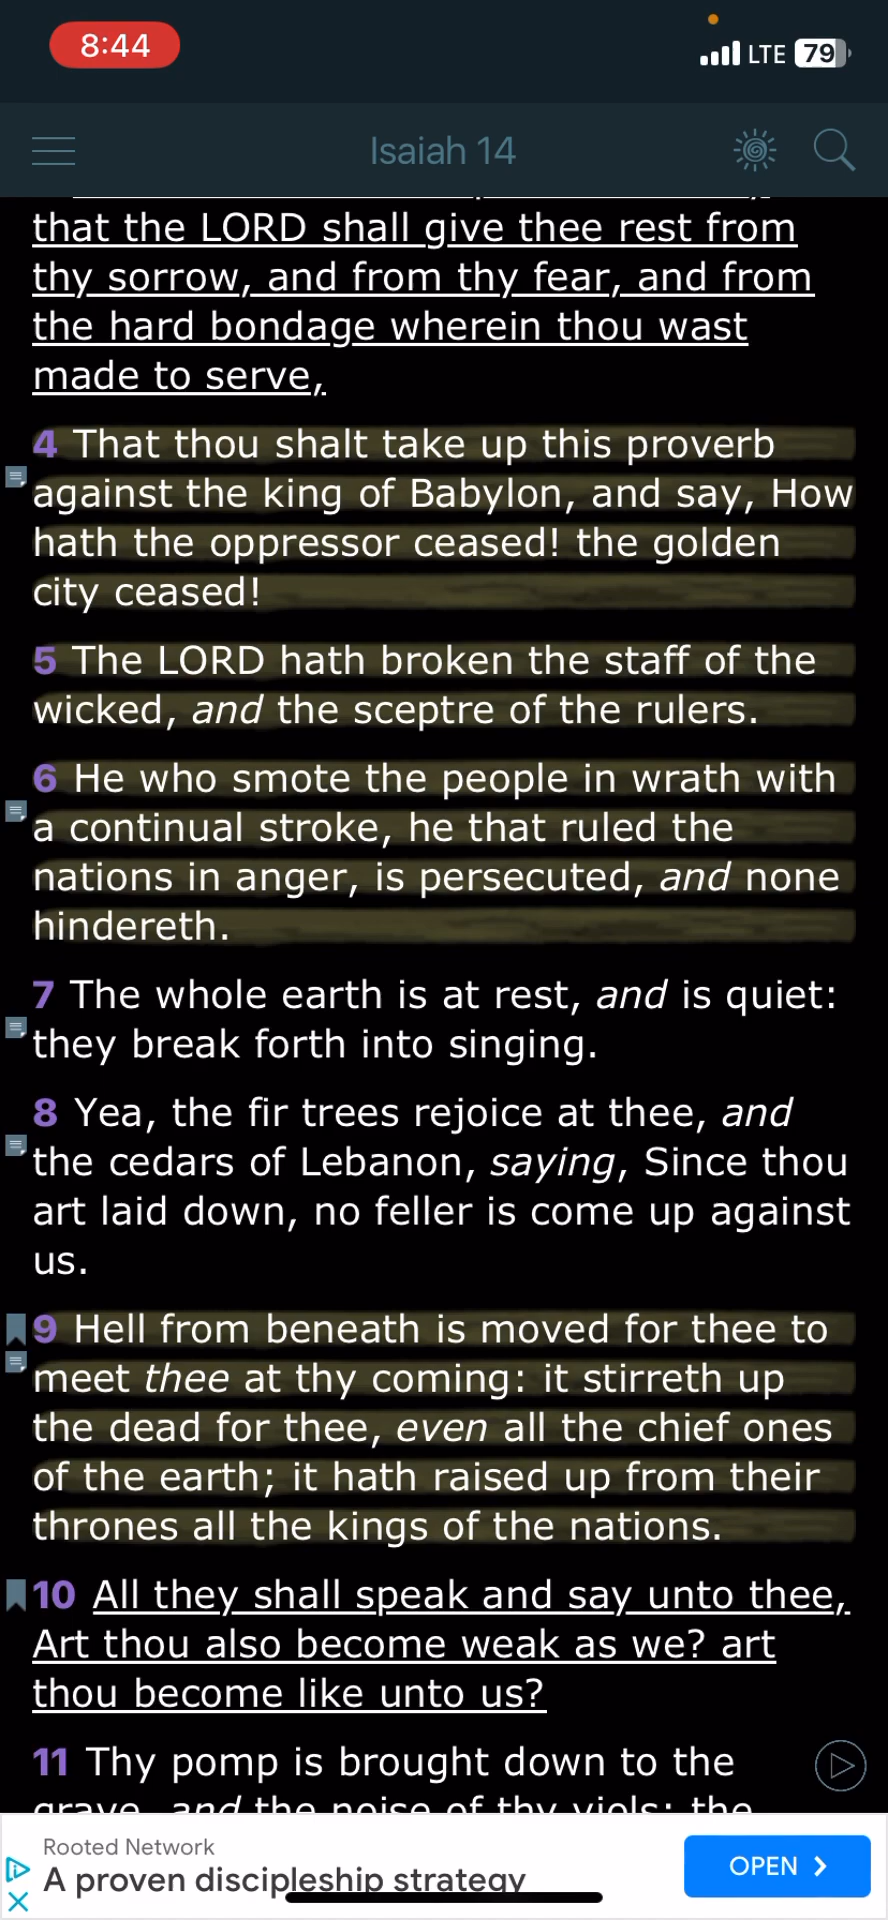 8:44
LTE 79
Isaiah 14
that the LORD shall give thee rest from
thy sorrow, and from thy fear, and from
the hard bondage wherein thou wast
made to serve,
4 That thou shalt take up this proverb
against the king of Babylon, and say, How
hath the oppressor ceased! the golden
city ceased!
5 The LORD hath broken the staff of the
wicked, and the sceptre of the rulers.
6 He who smote the people in wrath with
a continual stroke, he that ruled the
nations in anger, is persecuted, and none
hindereth.
7 The whole earth is at rest, and is quiet:
they break forth into singing.
8 Yea, the fir trees rejoice at thee, and
the cedars of Lebanon, saying, Since thou
art laid down, no feller is come up against
us.
9 Hell from beneath is moved for thee to
meet thee at thy coming: it stirreth up
the dead for thee, even all the chief ones
of the earth; it hath raised up from their
thrones all the kings of the nations.
10 All they shall speak and say unto thee,
Art thou also become weak as we? art
thou become like unto us?
11 Thy pomp is brought down to the
grave, and the noise of thy viols: the
Rooted Network
A proven discipleship strategy
OPEN